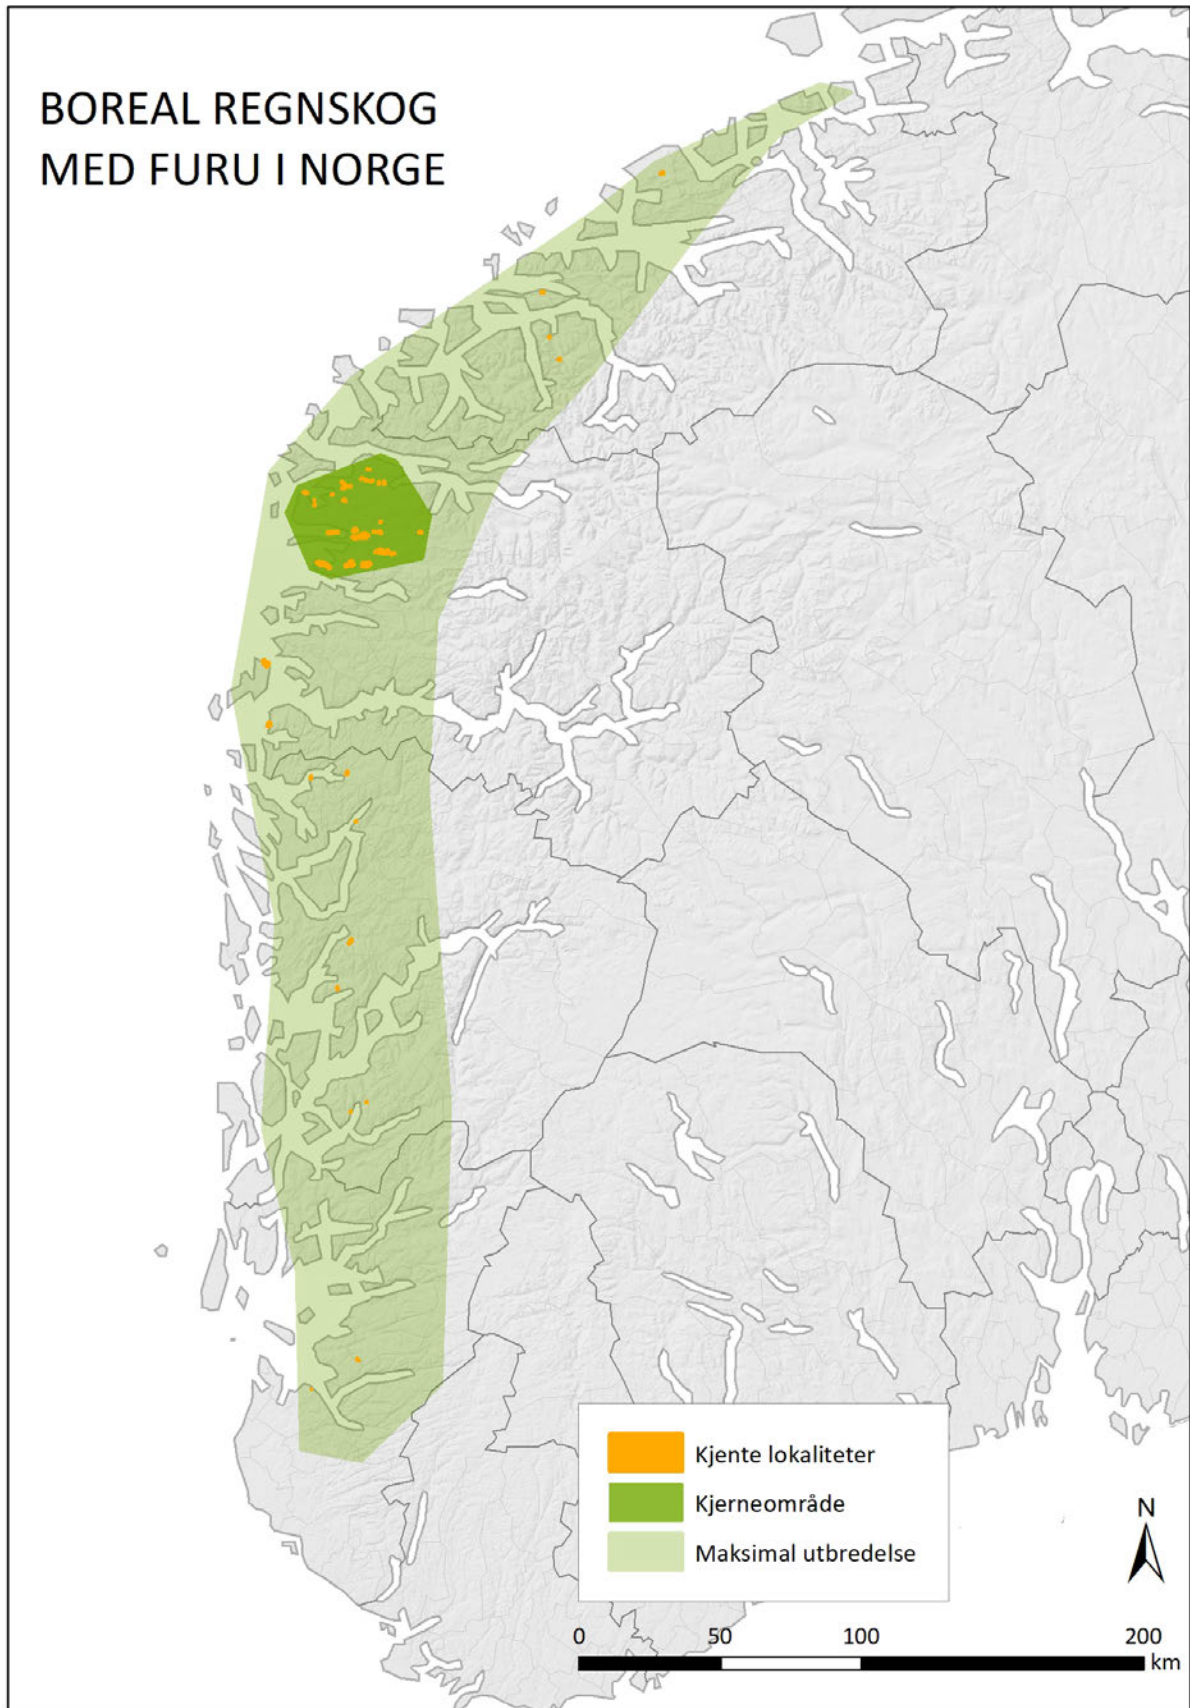 BOREAL REGNSKOG
MED FURU I NORGE
Kjente lokaliteter
Kjerneområde
Maksimal utbredelse
N
0 50 100 200
km